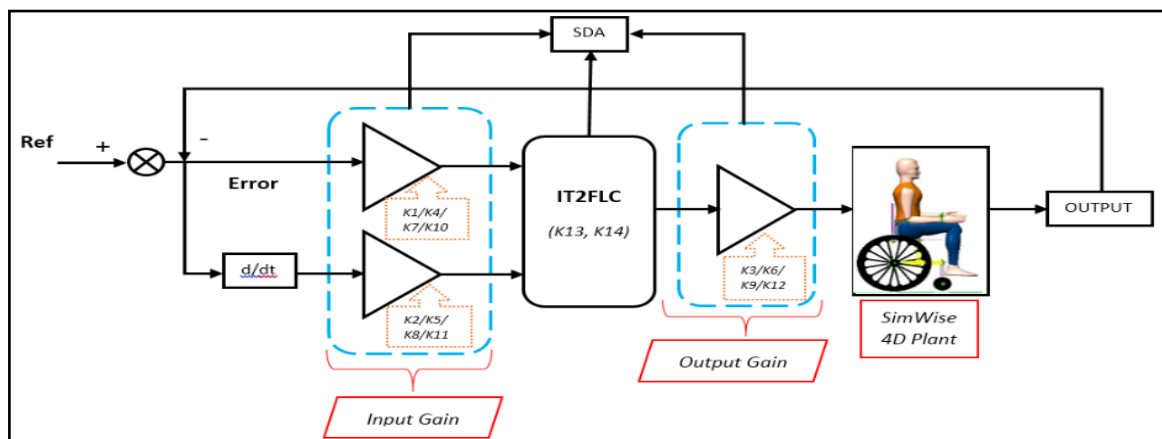 SDA
Ref
+
-
Error
d/dt
K1/K4/
K7/K10
K2/K5/
K8/K11
Input Gain
IT2FLC
(K13, K14)
K3/K6/
K9/K12
Output Gain
SimWise
4D Plant
OUTPUT